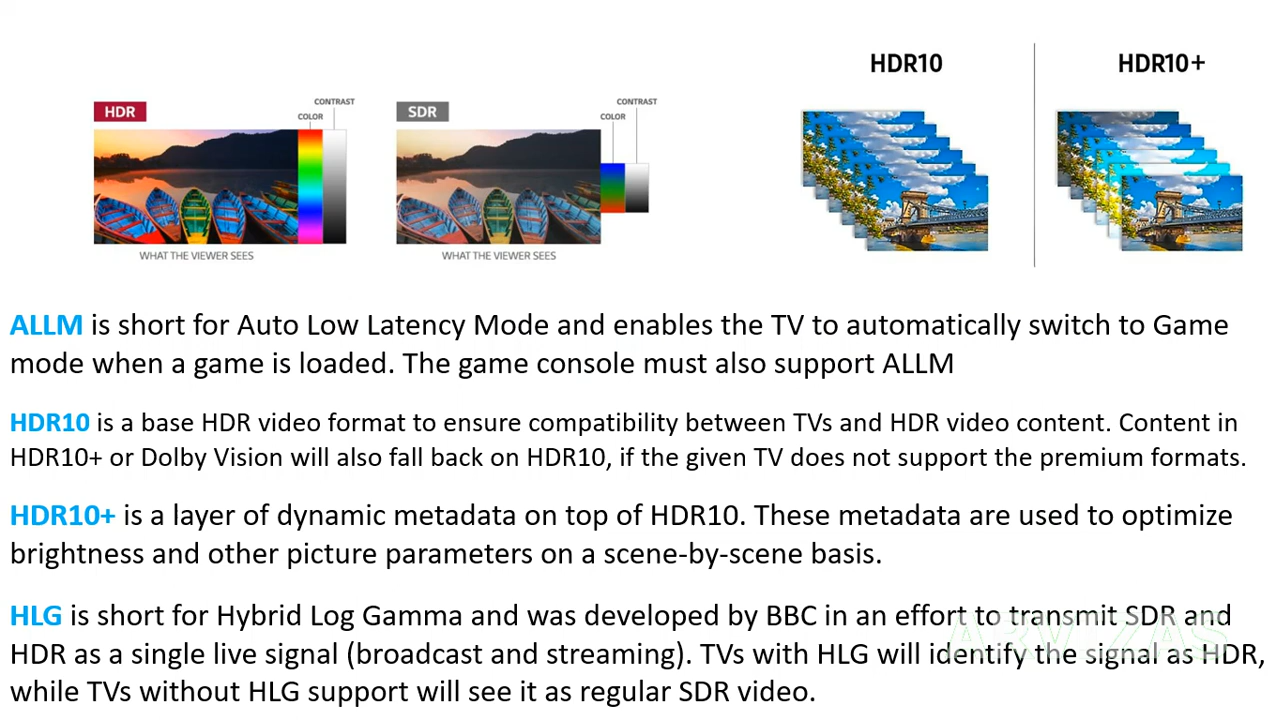 HDR10
HDR10+
HDR
CONTRAST
COLOR
SDR
CONTRAST
COLOR
WHAT THE VIEWER SEES
WHAT THE VIEWER SEES
ALLM is short for Auto Low Latency Mode and enables the TV to automatically switch to Game
mode when a game is loaded. The game console must also support ALLM
HDR10 is a base HDR video format to ensure compatibility between TVs and HDR video content. Content in
HDR10+ or Dolby Vision will also fall back on HDR10, if the given TV does not support the premium formats.
HDR10+ is a layer of dynamic metadata on top of HDR10. These metadata are used to optimize
brightness and other picture parameters on a scene-by-scene basis.
HLG is short for Hybrid Log Gamma and was developed by BBC in an effort to transmit SDR and
HDR as a single live signal (broadcast and streaming). TVs with HLG will identify the signal as HDR,
while TVs without HLG support will see it as regular SDR video.
ARVIZAS